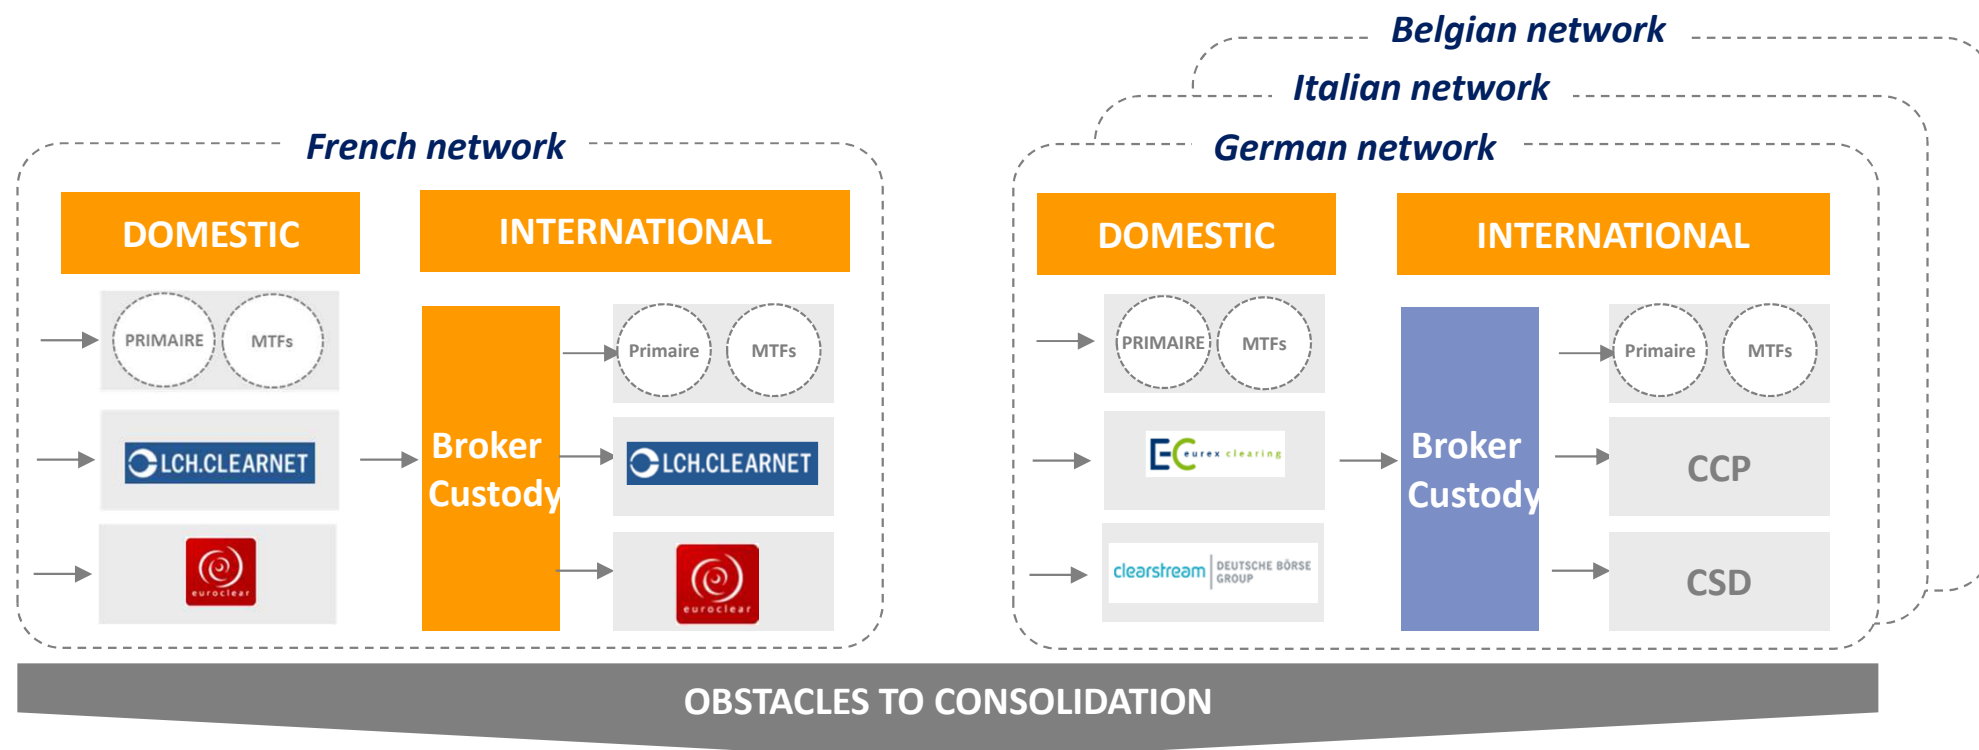 Belgian network
Italian network
French network
German network
DOMESTIC
INTERNATIONAL
PRIMAIRE
MTFs
Primaire
MTFs
LCH.CLEARNET
Broker
Custody
LCH.CLEARNET
euroclear
euroclear
DOMESTIC
INTERNATIONAL
PRIMAIRE
MTFs
Primaire
MTFs
EC eurex clearing
Broker
Custody
CCP
clearstream DEUTSCHE BÖRSE
GROUP
CSD
OBSTACLES TO CONSOLIDATION